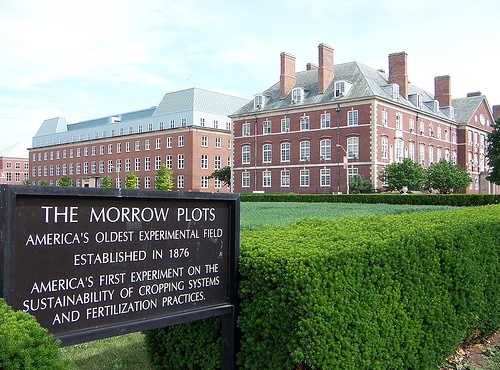 THE MORROW PLOTS
AMERICA'S OLDEST EXPERIMENTAL FIELD
ESTABLISHED IN 1876
AMERICA'S FIRST EXPERIMENT ON THE
SUSTAINABILITY OF CROPPING SYSTEMS
AND FERTILIZATION PRACTICES.